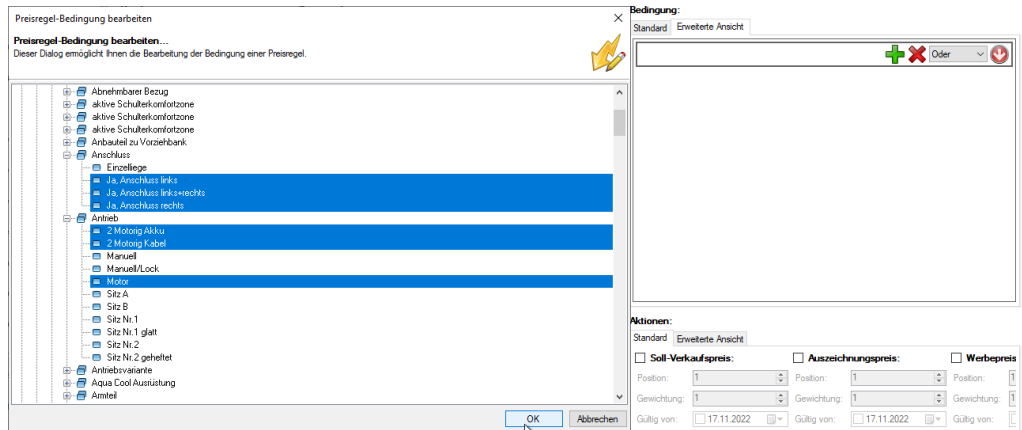 Preisregel-Bedingung bearbeiten
Preisregel-Bedingung bearbeiten...
Dieser Dialog ermöglicht Ihnen die Bearbeitung der Bedingung einer Preisregel.
Abnehmbarer Bezug
aktive Schulterkomfortzone
aktive Schulterkomfortzone
aktive Schulterkomfortzone
Anbauteil zu Vorziehbank
Anschluss
Einzelliege
Ja, Anschluss links
Ja, Anschluss links+rechts
Ja, Anschluss rechts
Antrieb
2 Motorig Akku
2 Motorig Kabel
Manuell
Manuell/Lock
Motor
Sitz A
Sitz B
Sitz Nr.1
Sitz Nr.1 glatt
Sitz Nr.2
Sitz Nr.2 geheftet
Antriebsvariante
Aqua Cool Ausrüstung
Armteil
OK Abbrechen
Bedingung:
Standard Erweiterte Ansicht
Oder
Aktionen:
Standard Erweiterte Ansicht
Soll-Verkaufspreis: Auszeichnungspreis: Werbepreis
Position: 1 Position: 1 Position: 1
Gewichtung: 1 Gewichtung: 1 Gewichtung: 1
Gültig von: 17.11.2022 Gültig von: 17.11.2022 Gültig von: